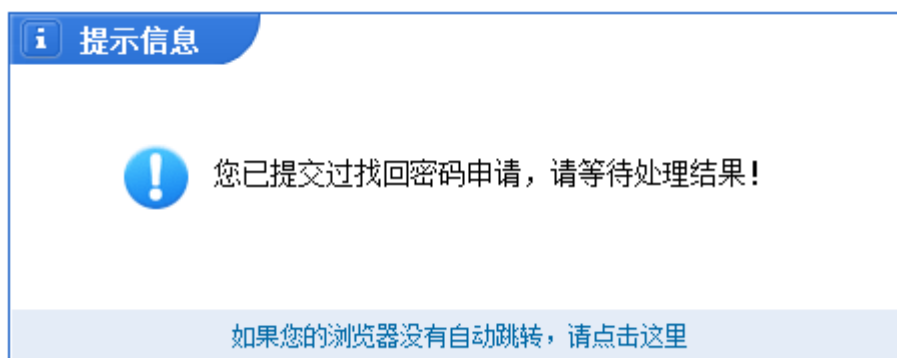 提示信息
您已提交过找回密码申请，请等待处理结果！
如果您的浏览器没有自动跳转，请点击这里